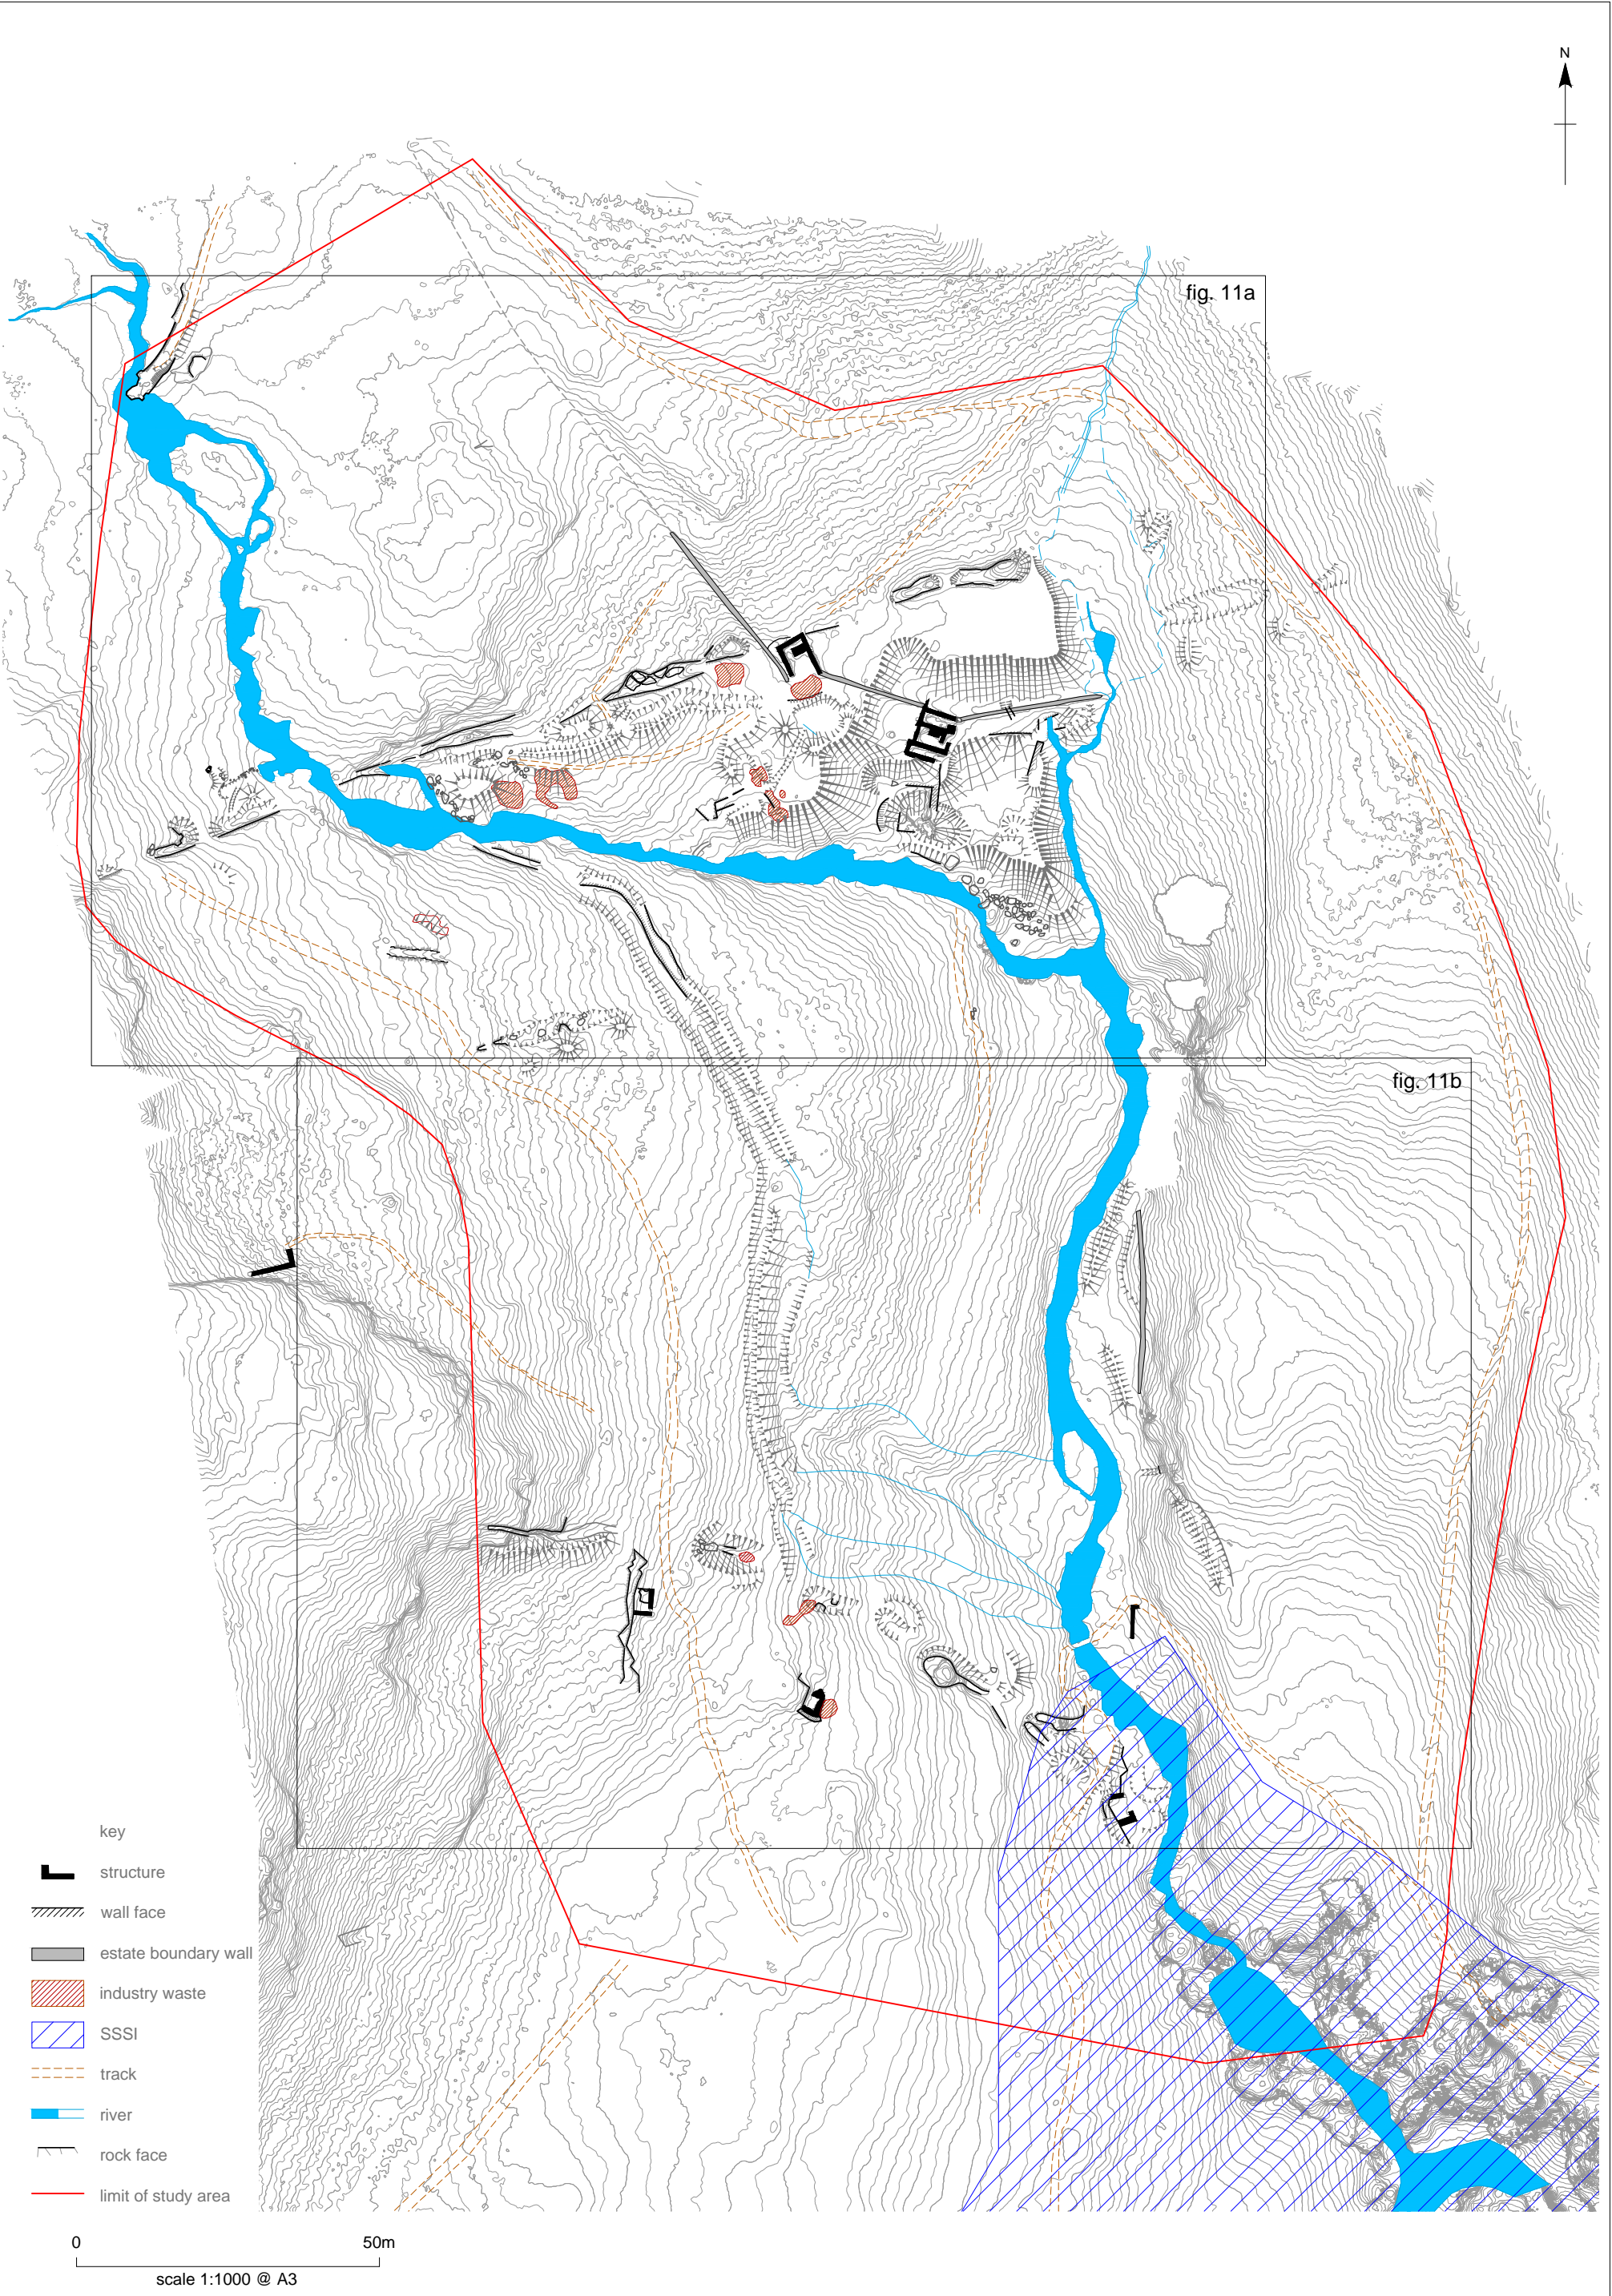 N
fig. 11a
fig. 11b
key
structure
wall face
estate boundary wall
industry waste
SSSI
track
river
rock face
limit of study area
0 50m
scale 1:1000 @ A3